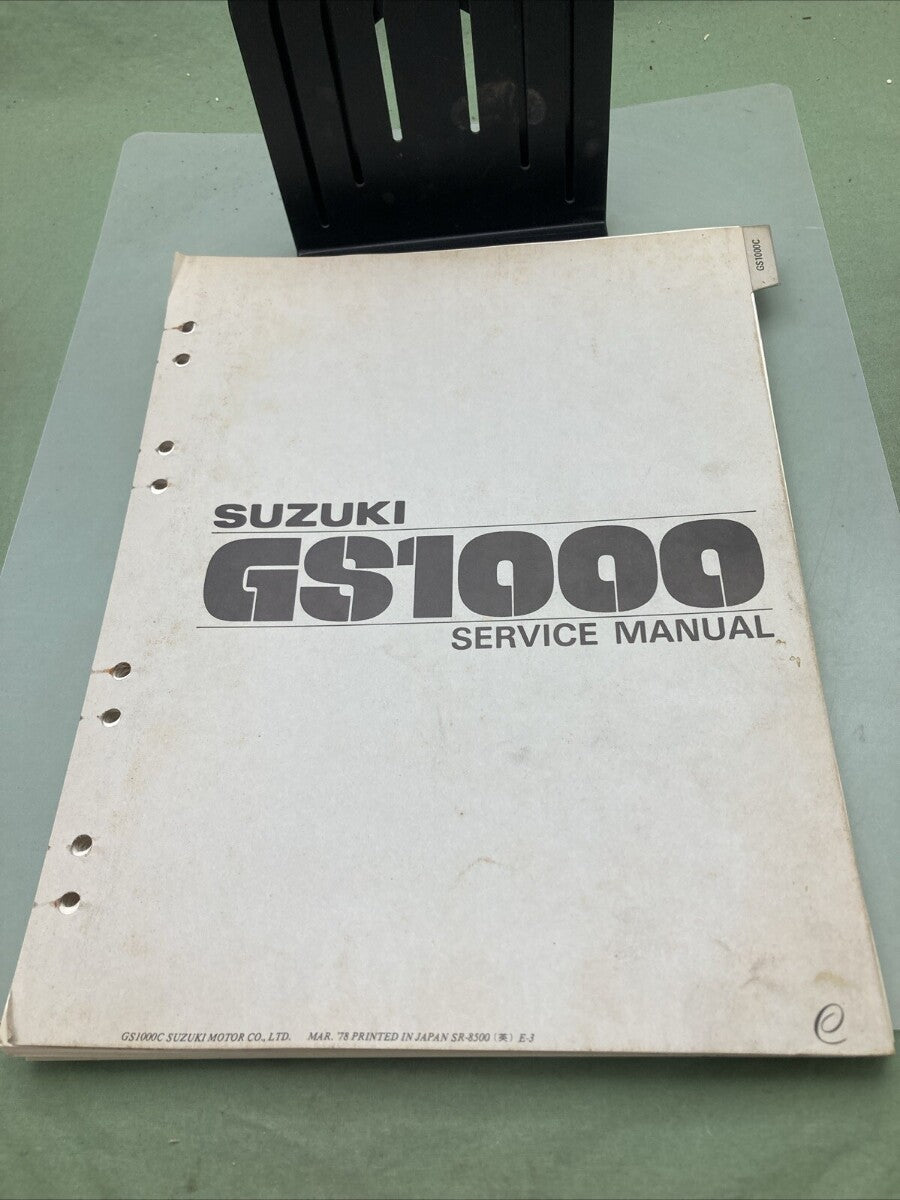 GS1000C
SUZUKI
GS1000
SERVICE MANUAL
GS1000C SUZUKI MOTOR CO., LTD. MAR. '78 PRINTED IN JAPAN SR-8500 (英) E-3